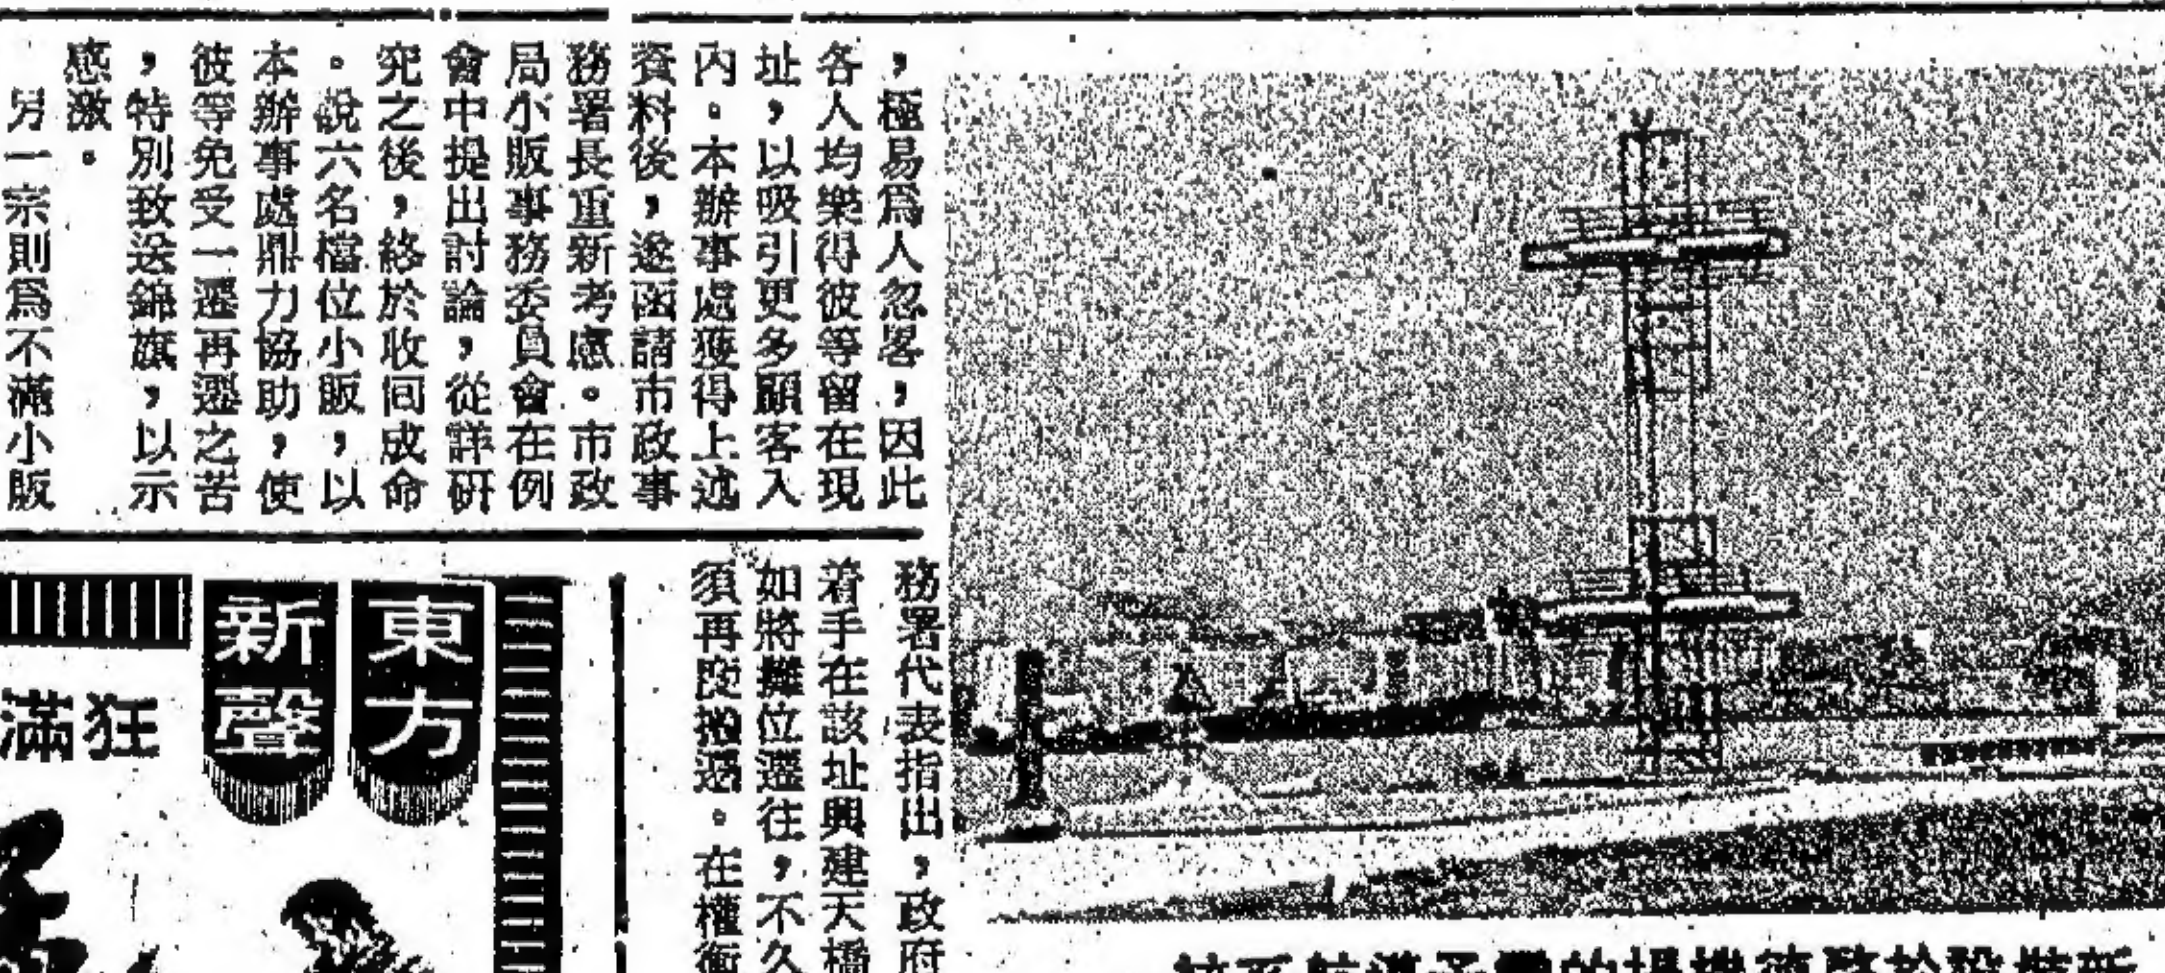 ，極易爲人忽畧，因此
各人均樂得彼等留在現
址，以吸引更多顧客入
內。本辦事處獲得上述
資料後，遂函請市政事
務署長重新考慮。市政
局小販事務委員會在例
會中提出討論，從詳研
究之後，終於收回成命
。說六名檔位小販，以
本辦事處鼎力協助，使
彼等免受一遷再遷之苦
，特別致送錦旗，以示
感激。
另一宗則爲不滿小販
務署代表指出，政府
着手在該址興建天橋
如將攤位遷往，不久
須再度搬遷。在權衡
東方
新聲
狂滿